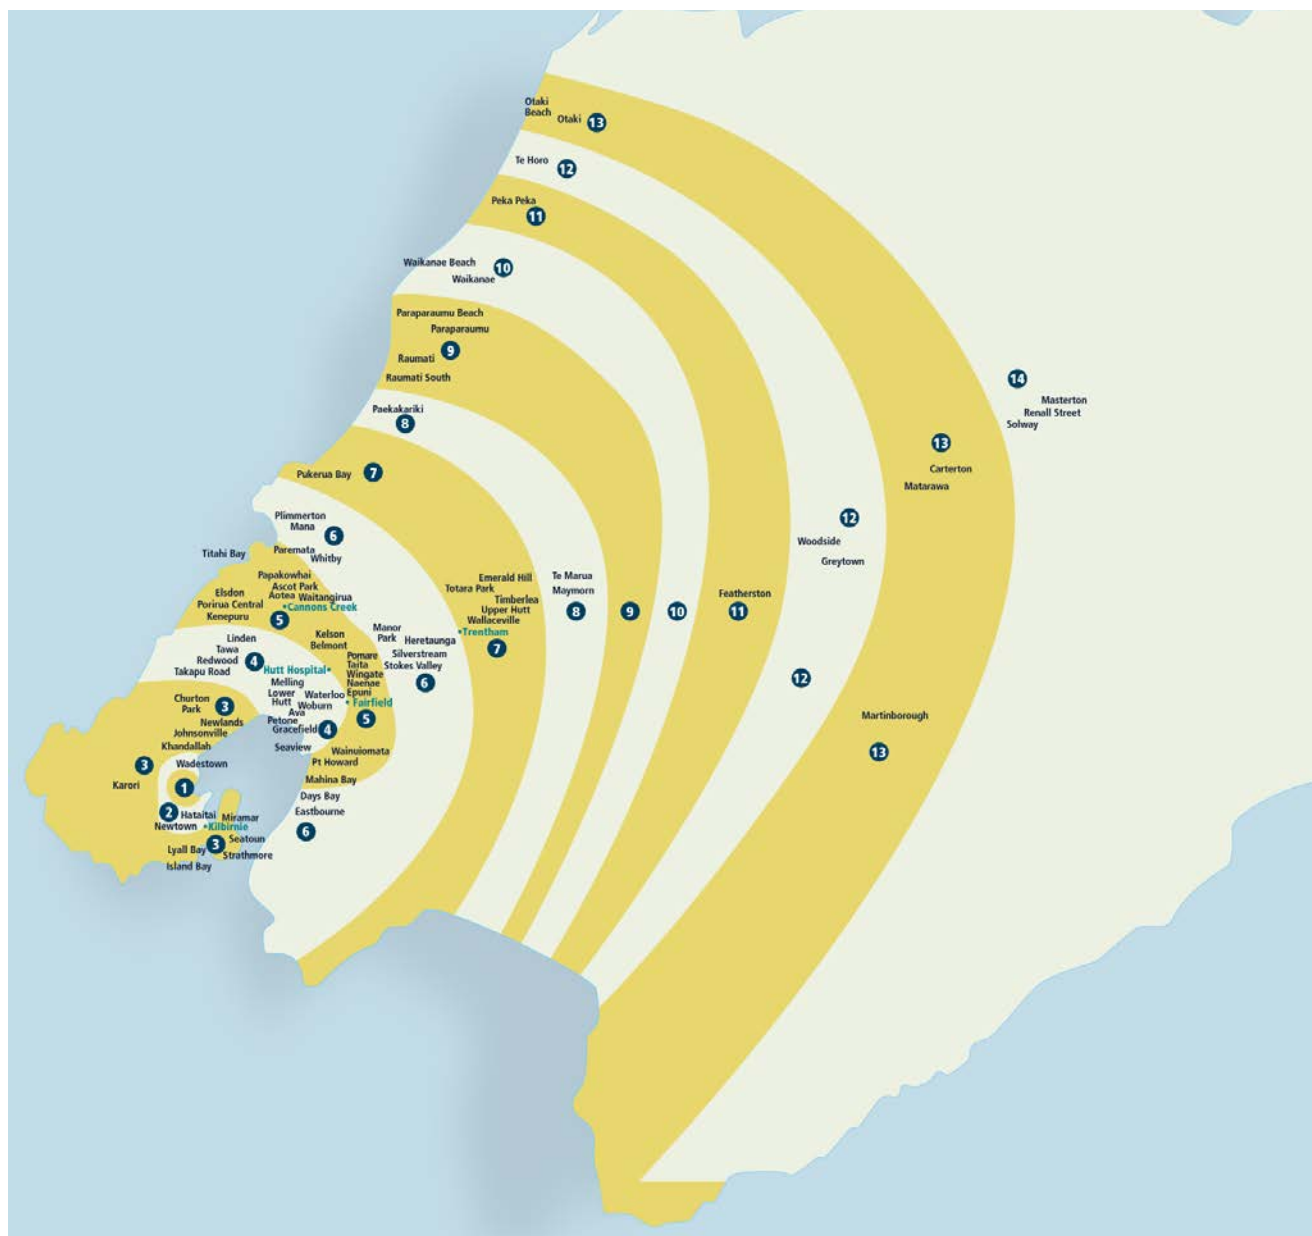 Otaki
Beach
Otaki
13
Te Horo
12
Peka Peka
11
Waikanae Beach
10
Waikanae
Paraparaumu Beach
Paraparaumu
9
Raumati
Raumati South
Paekakariki
8
Pukerua Bay
7
14
Masterton
Renall Street
Solway
13
Carterton
Matarawa
12
Woodside
Greytown
Plimmerton
Mana
6
Paremata
Whitby
Titahi Bay
Papakowhai
Ascot Park
Aotea
Waitangirua
Cannons Creek
Elsdon
Porirua Central
Kenepuru
5
Emerald Hill
Totara Park
Timberlea
Upper Hutt
Wallaceville
Trentham
7
Te Marua
Maymorn
8
9
10
Featherston
11
12
Martinborough
13
Manor
Park
Heretaunga
Silverstream
Stokes Valley
6
Kelson
Belmont
Pomare
Taita
Wingate
Naenae
Epuni
Fairfield
5
Linden
Tawa
Redwood
Takapu Road
4
Hutt Hospital
Melling
Lower
Hutt
Waterloo
Woburn
Ava
Petone
Gracefield
4
Seaview
Wainuiomata
Pt Howard
Mahina Bay
Days Bay
Eastbourne
6
Churton
Park
3
Newlands
Johnsonville
Khandallah
3
Karori
Wadestown
1
2
Hataitai
Newtown
Kilbirnie
Miramar
Seatoun
3
Lyall Bay
Strathmore
Island Bay